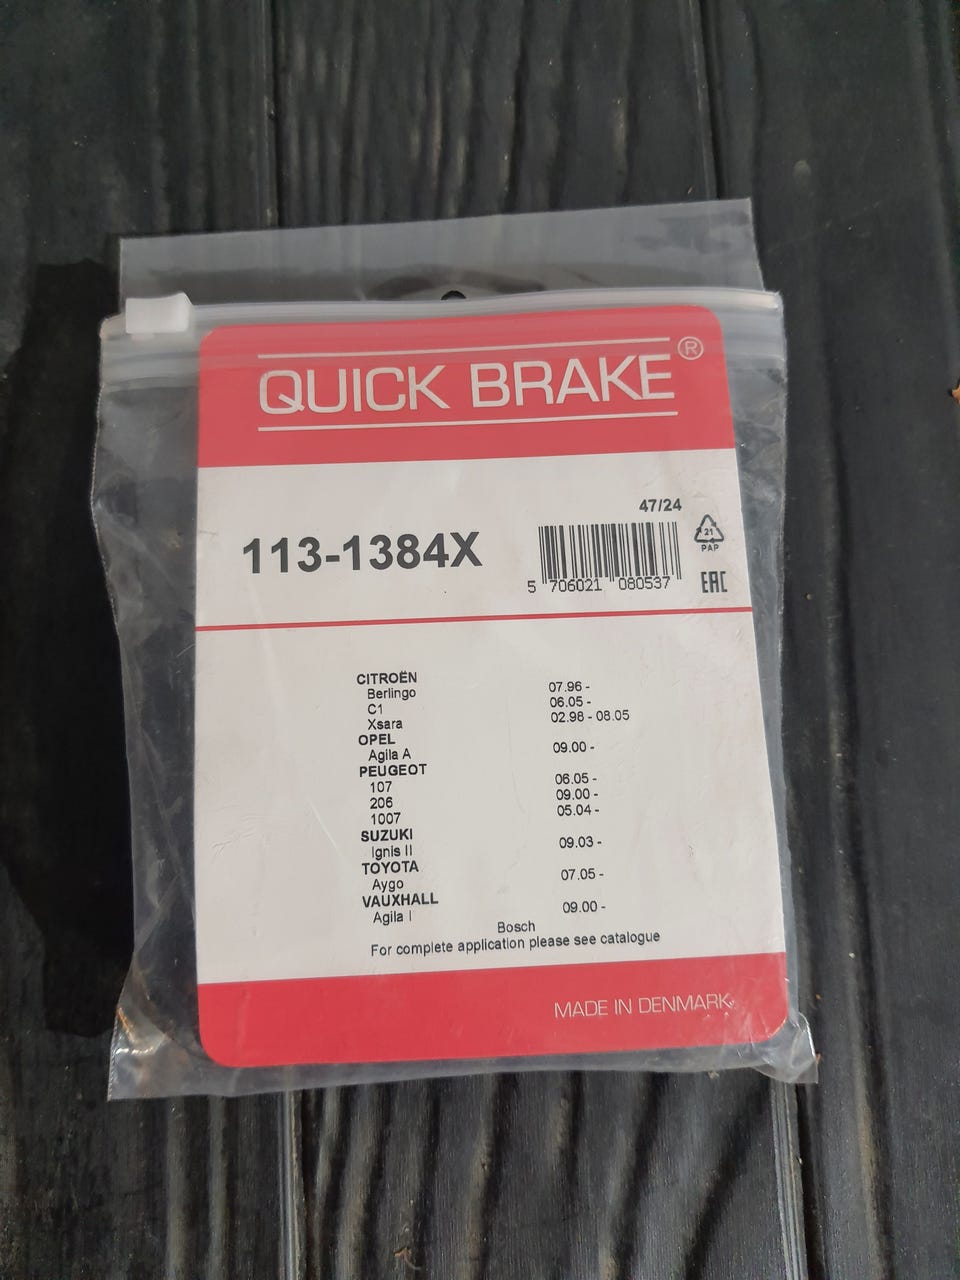 QUICK BRAKE ®
47/24
113-1384X
5 706021 080537
21
PAP
EAC
CITROËN
Berlingo 07.96 -
C1 06.05 -
Xsara 02.98 - 08.05
OPEL
Agila A 09.00 -
PEUGEOT
107 06.05 -
206 09.00 -
1007 05.04 -
SUZUKI
Ignis II 09.03 -
TOYOTA
Aygo 07.05 -
VAUXHALL
Agila I 09.00 -
Bosch
For complete application please see catalogue
MADE IN DENMARK